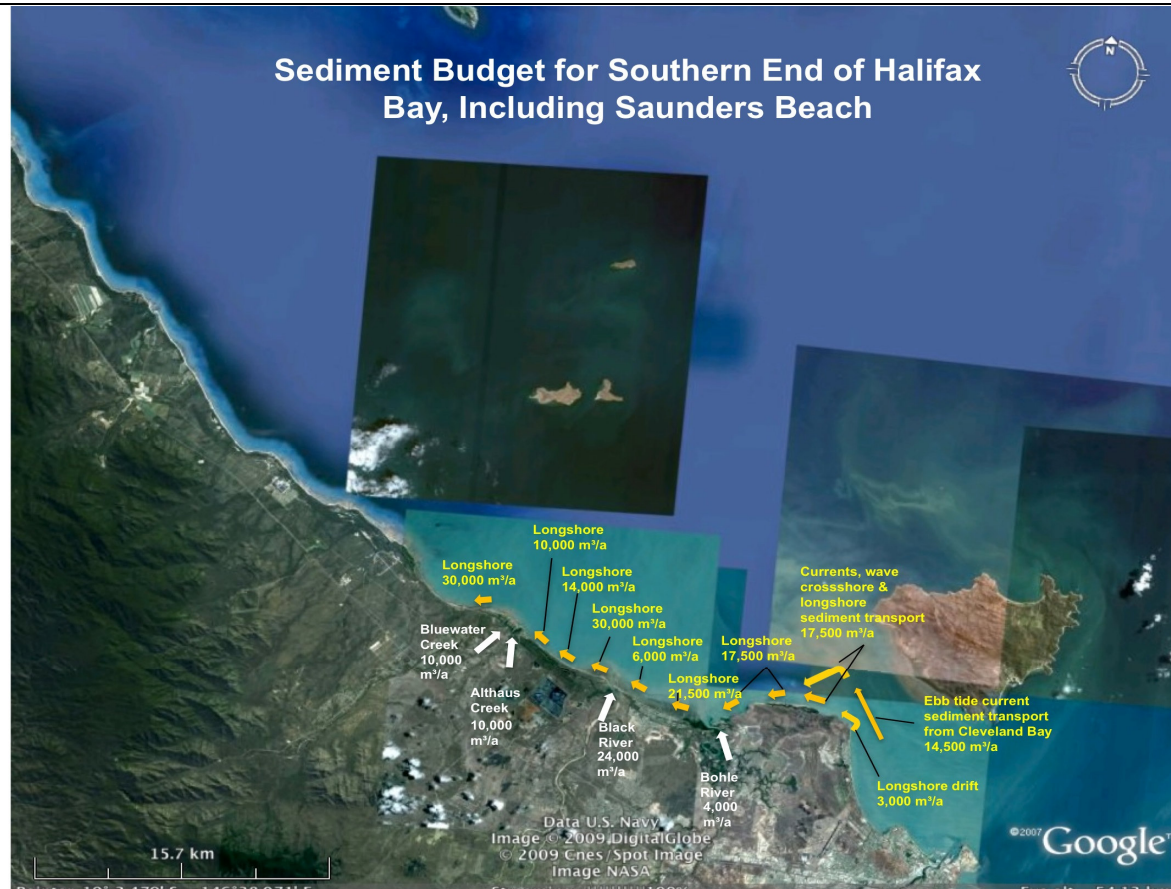 Sediment Budget for Southern End of Halifax
Bay, Including Saunders Beach
N
Longshore
10,000 m³/a
Longshore
30,000 m³/a
Longshore
14,000 m³/a
Longshore
30,000 m³/a
Longshore
6,000 m³/a
Longshore
21,500 m³/a
Longshore
17,500 m³/a
Currents, wave
crossshore &
longshore
sediment transport
17,500 m³/a
Ebb tide current
sediment transport
from Cleveland Bay
14,500 m³/a
Longshore drift
3,000 m³/a
Bluewater
Creek
10,000
m³/a
Althaus
Creek
10,000
m³/a
Black
River
24,000
m³/a
Bohle
River
4,000
m³/a
Data U.S. Navy
Image © 2009 DigitalGlobe
© 2009 Cnes/Spot Image
Image NASA
©2007 Google™
15.7 km